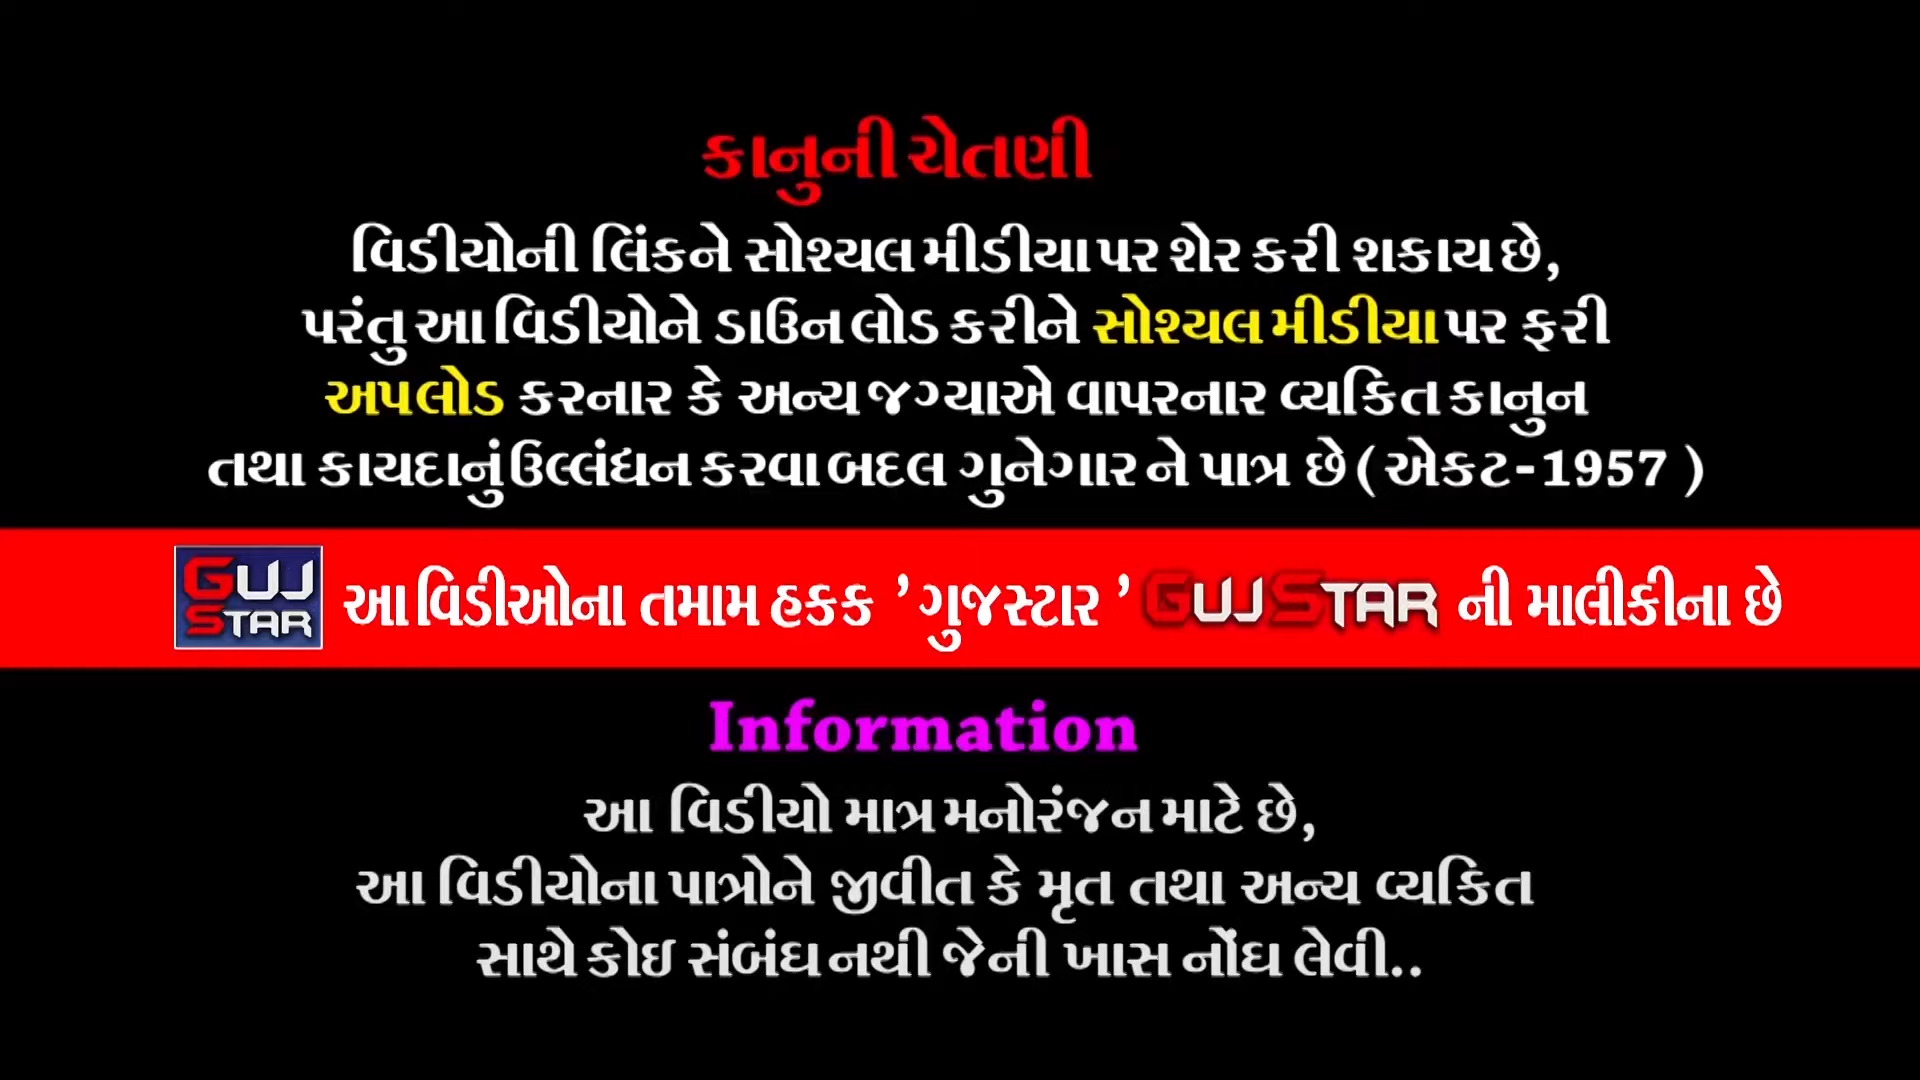 કાનુની ચેતણી
વિડીયોની લિંકને સોશ્યલ મીડીયા પર શેર કરી શકાય છે,
પરંતુ આ વિડીયોને ડાઉન લોડ કરીને સોશ્યલ મીડીયા પર ફરી
અપલોડ કરનાર કે અન્ય જગ્યાએ વાપરનાર વ્યકિત કાનુન
તથા કાયદાનું ઉલ્લંઘન કરવા બદલ ગુનેગાર ને પાત્ર છે ( એકટ-1957 )
GUJ STAR આ વિડીઓના તમામ હકક ’ ગુજસ્ટાર ’ GUJ STAR ની માલીકીના છે
Information
આ વિડીયો માત્ર મનોરંજન માટે છે,
આ વિડીયોના પાત્રોને જીવીત કે મૃત તથા અન્ય વ્યકિત
સાથે કોઇ સંબંઘ નથી જેની ખાસ નોંઘ લેવી..